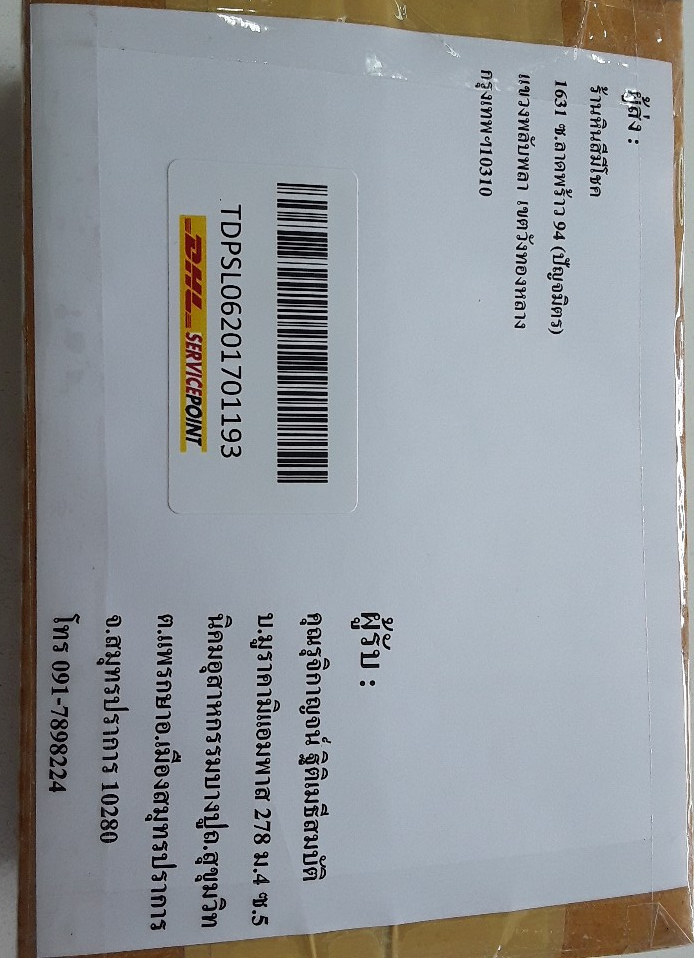 ผู้ส่ง :
ร้านหินสีมีโชค
1631 ซ.ลาดพร้าว 94 (ปัญจมิตร)
แขวงพลับพลา เขตวังทองหลาง
กรุงเทพฯ10310
TDPSL06201701193
DHL SERVICEPOINT
ผู้รับ :
คุณรุจิกาญจน์ ฐิติเมธีสมบัติ
บ.มูราคามิแอมพาส 278 ม.4 ซ.5
นิคมอุสาหกรรมบางปูถ.สุขุมวิท
ต.แพรกษาอ.เมืองสมุทรปราการ
จ.สมุทรปราการ 10280
โทร 091-7898224